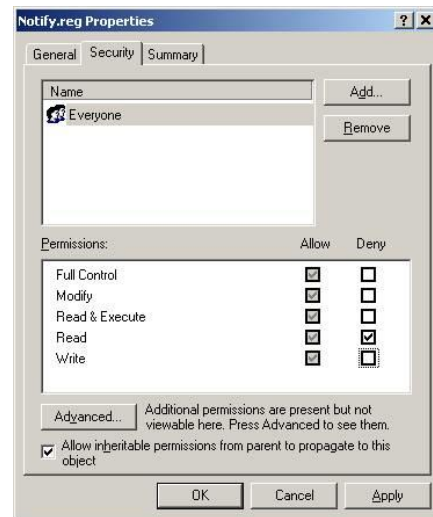 Notify.reg Properties
General Security Summary
Name
Add...
Everyone
Remove
Permissions: Allow Deny
Full Control
Modify
Read & Execute
Read
Write
Advanced... Additional permissions are present but not
viewable here. Press Advanced to see them.
Allow inheritable permissions from parent to propagate to this
object
OK Cancel Apply